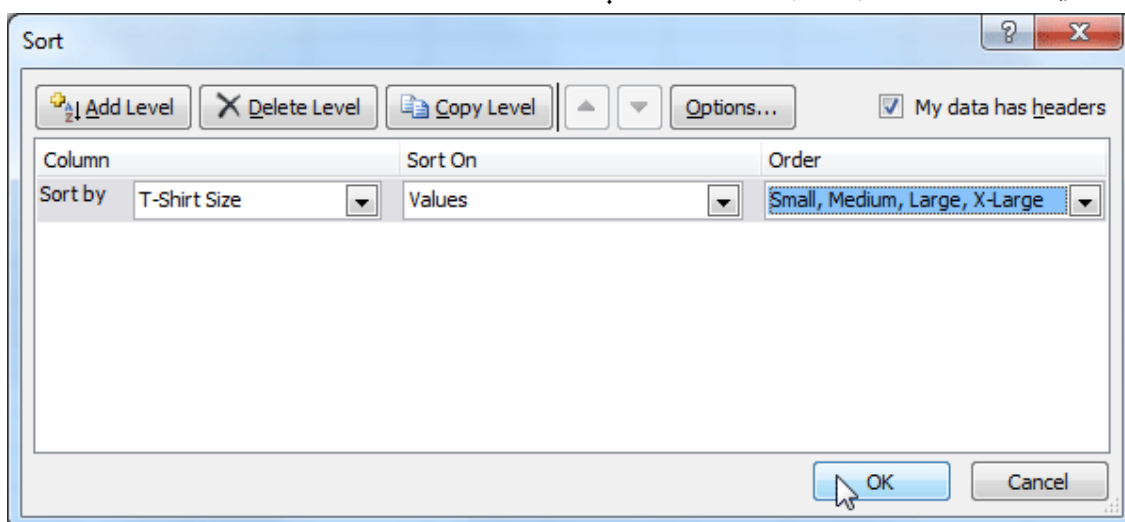 Sort
Add Level Delete Level Copy Level Options... My data has headers
Column Sort On Order
Sort by T-Shirt Size Values Small, Medium, Large, X-Large
OK Cancel